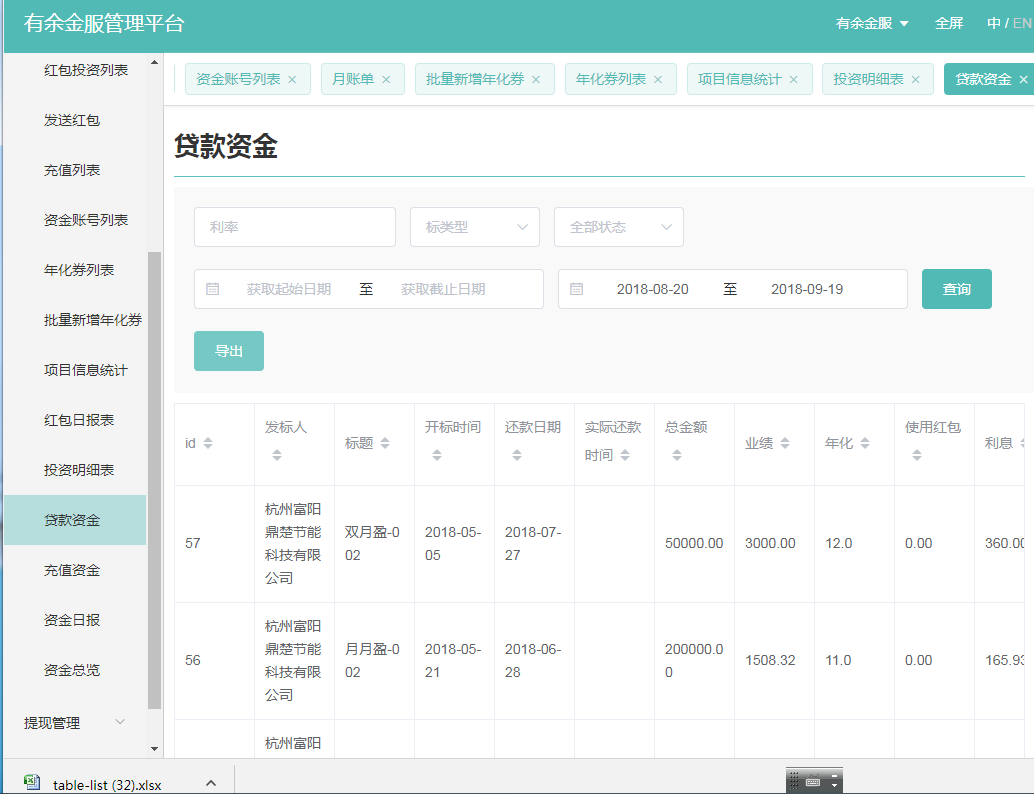 有余金服管理平台
有余金服 全屏 中 / EN
红包投资列表
发送红包
充值列表
资金账号列表
年化券列表
批量新增年化券
项目信息统计
红包日报表
投资明细表
贷款资金
充值资金
资金日报
资金总览
提现管理
资金账号列表 × 月账单 × 批量新增年化券 × 年化券列表 × 项目信息统计 × 投资明细表 × 贷款资金 ×
贷款资金
利率 标类型 全部状态
获取起始日期 至 获取截止日期 2018-08-20 至 2018-09-19 查询
导出
id 发标人 标题 开标时间 还款日期 实际还款 总金额 业绩 年化 使用红包 利息
时间
杭州富阳
鼎楚节能
科技有限
公司
57 双月盈-0 2018-05- 2018-07- 50000.00 3000.00 12.0 0.00 360.00
02 05 27
杭州富阳
鼎楚节能
科技有限
公司
56 月月盈-0 2018-05- 2018-06- 200000.0 1508.32 11.0 0.00 165.93
02 21 28 0
杭州富阳
table-list (32).xlsx